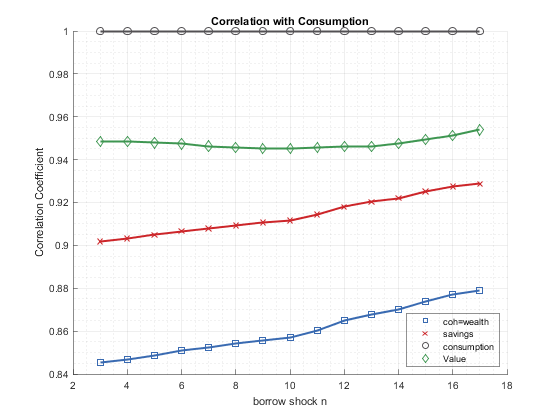 Correlation with Consumption
1
0.98
0.96
0.94
0.92
0.9
0.88
0.86
0.84
Correlation Coefficient
2 4 6 8 10 12 14 16 18
borrow shock n
coh=wealth
savings
consumption
Value